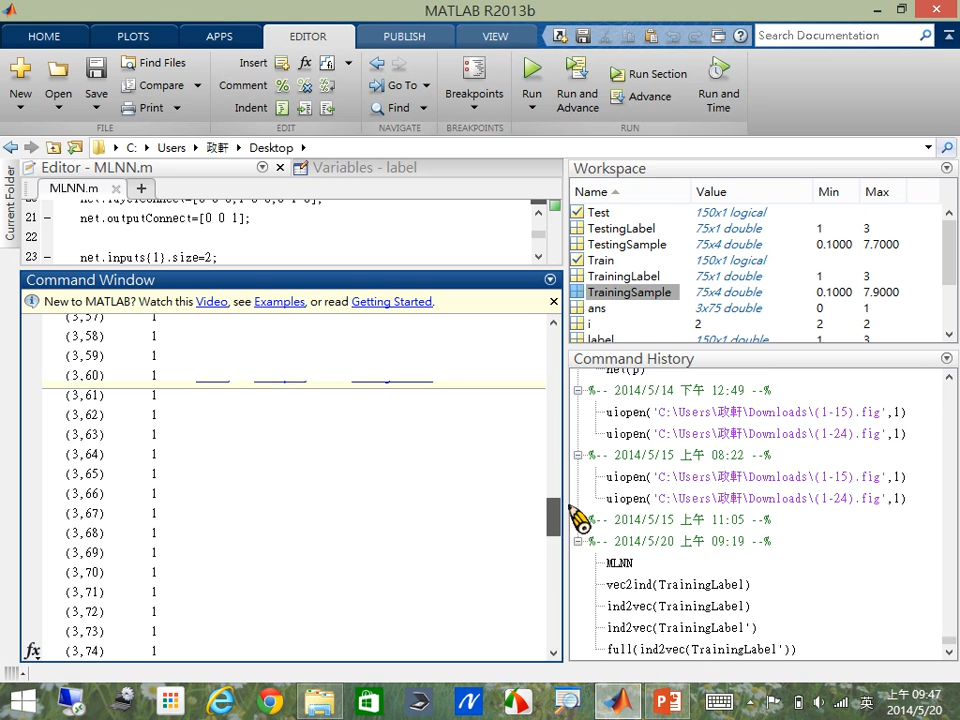 MATLAB R2013b
HOME PLOTS APPS EDITOR PUBLISH VIEW Search Documentation
New Open Save Find Files Compare Print Insert Comment Indent Go To Find Breakpoints Run Run and Advance Run Section Advance Run and Time
FILE EDIT NAVIGATE BREAKPOINTS RUN
C: Users 政軒 Desktop
Current Folder
Editor - MLNN.m Variables - label
MLNN.m
21 net.outputConnect=[0 0 1];
22
23 net.inputs{1}.size=2;
Command Window
New to MATLAB? Watch this Video, see Examples, or read Getting Started.
(3,57) 1
(3,58) 1
(3,59) 1
(3,60) 1
(3,61) 1
(3,62) 1
(3,63) 1
(3,64) 1
(3,65) 1
(3,66) 1
(3,67) 1
(3,68) 1
(3,69) 1
(3,70) 1
(3,71) 1
(3,72) 1
(3,73) 1
(3,74) 1
fx
Workspace
Name Value Min Max
Test 150x1 logical
TestingLabel 75x1 double 1 3
TestingSample 75x4 double 0.1000 7.7000
Train 150x1 logical
TrainingLabel 75x1 double 1 3
TrainingSample 75x4 double 0.1000 7.9000
ans 3x75 double 0 1
i 2 2 2
label 150x1 double 1 3
Command History
net(p)
%-- 2014/5/14 下午 12:49 --%
uiopen('C:\Users\政軒\Downloads\(1-15).fig',1)
uiopen('C:\Users\政軒\Downloads\(1-24).fig',1)
%-- 2014/5/15 上午 08:22 --%
uiopen('C:\Users\政軒\Downloads\(1-15).fig',1)
uiopen('C:\Users\政軒\Downloads\(1-24).fig',1)
%-- 2014/5/15 上午 11:05 --%
%-- 2014/5/20 上午 09:19 --%
MLNN
vec2ind(TrainingLabel)
ind2vec(TrainingLabel)
ind2vec(TrainingLabel')
full(ind2vec(TrainingLabel'))
英
上午 09:47
2014/5/20